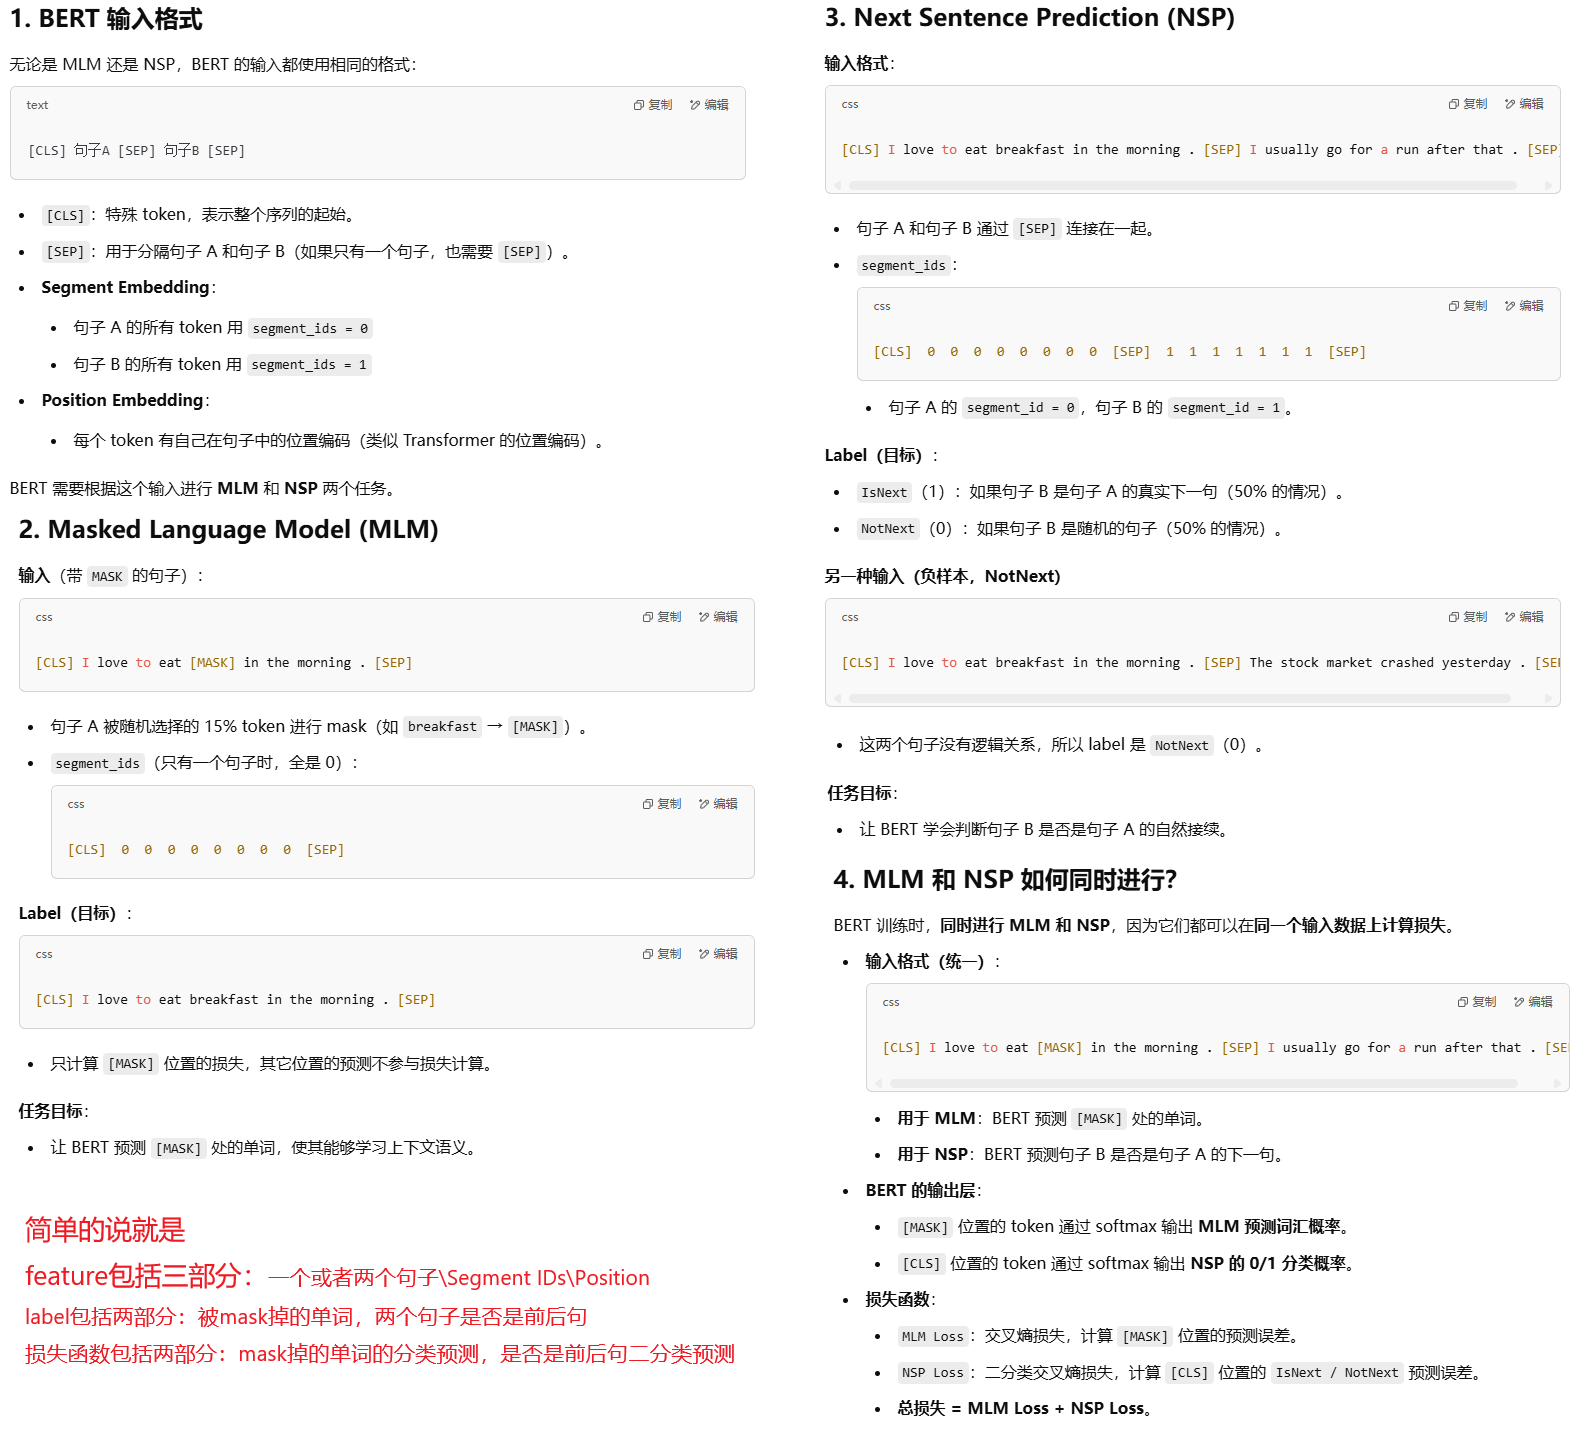 1. BERT 输入格式
无论是 MLM 还是 NSP，BERT 的输入都使用相同的格式：
text 复制 编辑
[CLS] 句子A [SEP] 句子B [SEP]
[CLS]：特殊 token，表示整个序列的起始。
[SEP]：用于分隔句子 A 和句子 B（如果只有一个句子，也需要 [SEP]）。
Segment Embedding：
句子 A 的所有 token 用 segment_ids = 0
句子 B 的所有 token 用 segment_ids = 1
Position Embedding：
每个 token 有自己在句子中的位置编码（类似 Transformer 的位置编码）。
BERT 需要根据这个输入进行 MLM 和 NSP 两个任务。
2. Masked Language Model (MLM)
输入（带 MASK 的句子）：
css 复制 编辑
[CLS] I love to eat [MASK] in the morning . [SEP]
句子 A 被随机选择的 15% token 进行 mask（如 breakfast → [MASK]）。
segment_ids（只有一个句子时，全是 0）：
css 复制 编辑
[CLS] 0 0 0 0 0 0 0 0 [SEP]
Label（目标）：
css 复制 编辑
[CLS] I love to eat breakfast in the morning . [SEP]
只计算 [MASK] 位置的损失，其它位置的预测不参与损失计算。
任务目标：
让 BERT 预测 [MASK] 处的单词，使其能够学习上下文语义。
简单的说就是
feature包括三部分：一个或者两个句子\Segment IDs\Position
label包括两部分：被mask掉的单词，两个句子是否是前后句
损失函数包括两部分：mask掉的单词的分类预测，是否是前后句二分类预测
3. Next Sentence Prediction (NSP)
输入格式：
css 复制 编辑
[CLS] I love to eat breakfast in the morning . [SEP] I usually go for a run after that . [SEP
句子 A 和句子 B 通过 [SEP] 连接在一起。
segment_ids：
css 复制 编辑
[CLS] 0 0 0 0 0 0 0 0 [SEP] 1 1 1 1 1 1 1 [SEP]
句子 A 的 segment_id = 0，句子 B 的 segment_id = 1。
Label（目标）：
IsNext（1）：如果句子 B 是句子 A 的真实下一句（50% 的情况）。
NotNext（0）：如果句子 B 是随机的句子（50% 的情况）。
另一种输入（负样本，NotNext）
css 复制 编辑
[CLS] I love to eat breakfast in the morning . [SEP] The stock market crashed yesterday . [SE
这两个句子没有逻辑关系，所以 label 是 NotNext（0）。
任务目标：
让 BERT 学会判断句子 B 是否是句子 A 的自然接续。
4. MLM 和 NSP 如何同时进行？
BERT 训练时，同时进行 MLM 和 NSP，因为它们都可以在同一个输入数据上计算损失。
输入格式（统一）：
css 复制 编辑
[CLS] I love to eat [MASK] in the morning . [SEP] I usually go for a run after that . [SE
用于 MLM：BERT 预测 [MASK] 处的单词。
用于 NSP：BERT 预测句子 B 是否是句子 A 的下一句。
BERT 的输出层：
[MASK] 位置的 token 通过 softmax 输出 MLM 预测词汇概率。
[CLS] 位置的 token 通过 softmax 输出 NSP 的 0/1 分类概率。
损失函数：
MLM Loss：交叉熵损失，计算 [MASK] 位置的预测误差。
NSP Loss：二分类交叉熵损失，计算 [CLS] 位置的 IsNext / NotNext 预测误差。
总损失 = MLM Loss + NSP Loss。